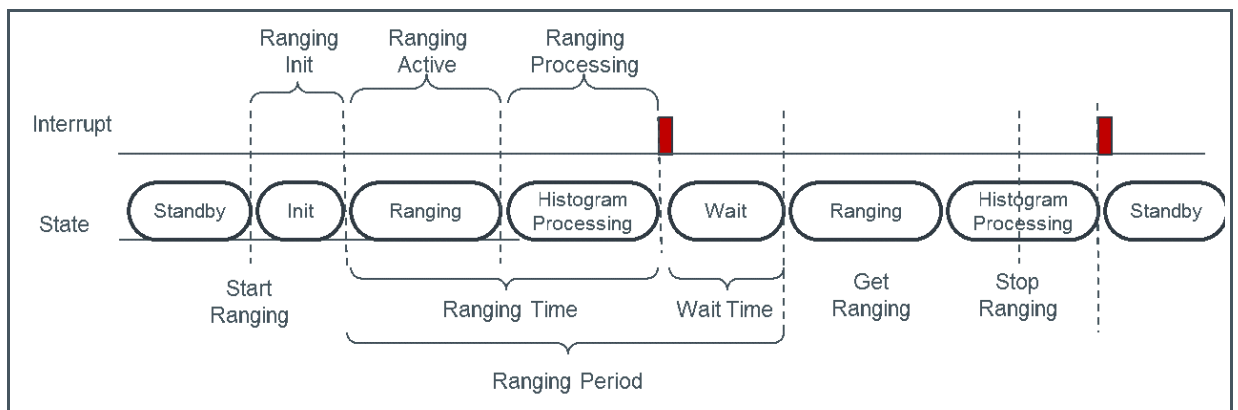 Ranging
Init
Ranging
Active
Ranging
Processing
Interrupt
State
Standby
Init
Ranging
Histogram
Processing
Wait
Ranging
Histogram
Processing
Standby
Start
Ranging
Ranging Time
Wait Time
Get
Ranging
Stop
Ranging
Ranging Period